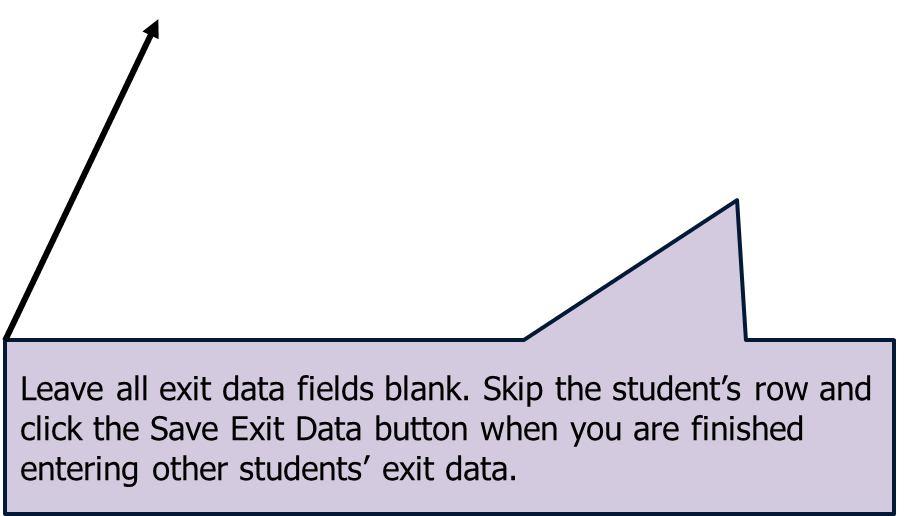 Leave all exit data fields blank. Skip the student’s row and
click the Save Exit Data button when you are finished
entering other students’ exit data.